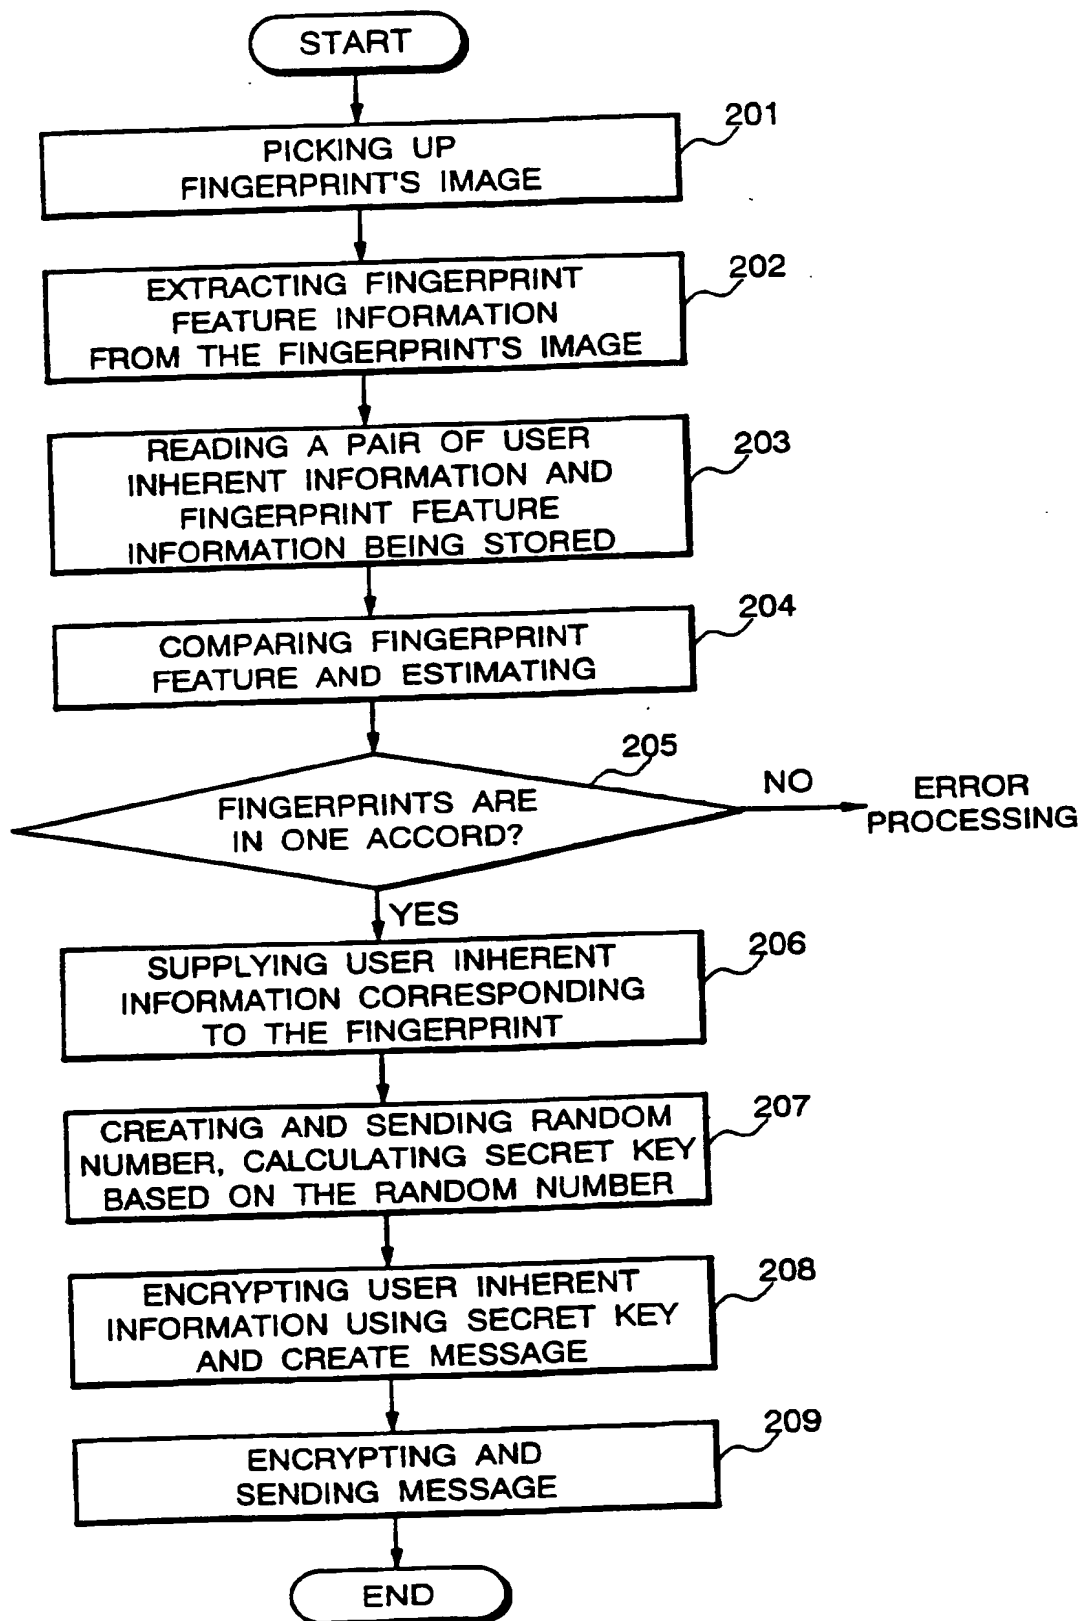 START
201
PICKING UP
FINGERPRINT'S IMAGE
202
EXTRACTING FINGERPRINT
FEATURE INFORMATION
FROM THE FINGERPRINT'S IMAGE
203
READING A PAIR OF USER
INHERENT INFORMATION AND
FINGERPRINT FEATURE
INFORMATION BEING STORED
204
COMPARING FINGERPRINT
FEATURE AND ESTIMATING
205
FINGERPRINTS ARE
IN ONE ACCORD?
NO
ERROR
PROCESSING
YES
206
SUPPLYING USER INHERENT
INFORMATION CORRESPONDING
TO THE FINGERPRINT
207
CREATING AND SENDING RANDOM
NUMBER, CALCULATING SECRET KEY
BASED ON THE RANDOM NUMBER
208
ENCRYPTING USER INHERENT
INFORMATION USING SECRET KEY
AND CREATE MESSAGE
209
ENCRYPTING AND
SENDING MESSAGE
END